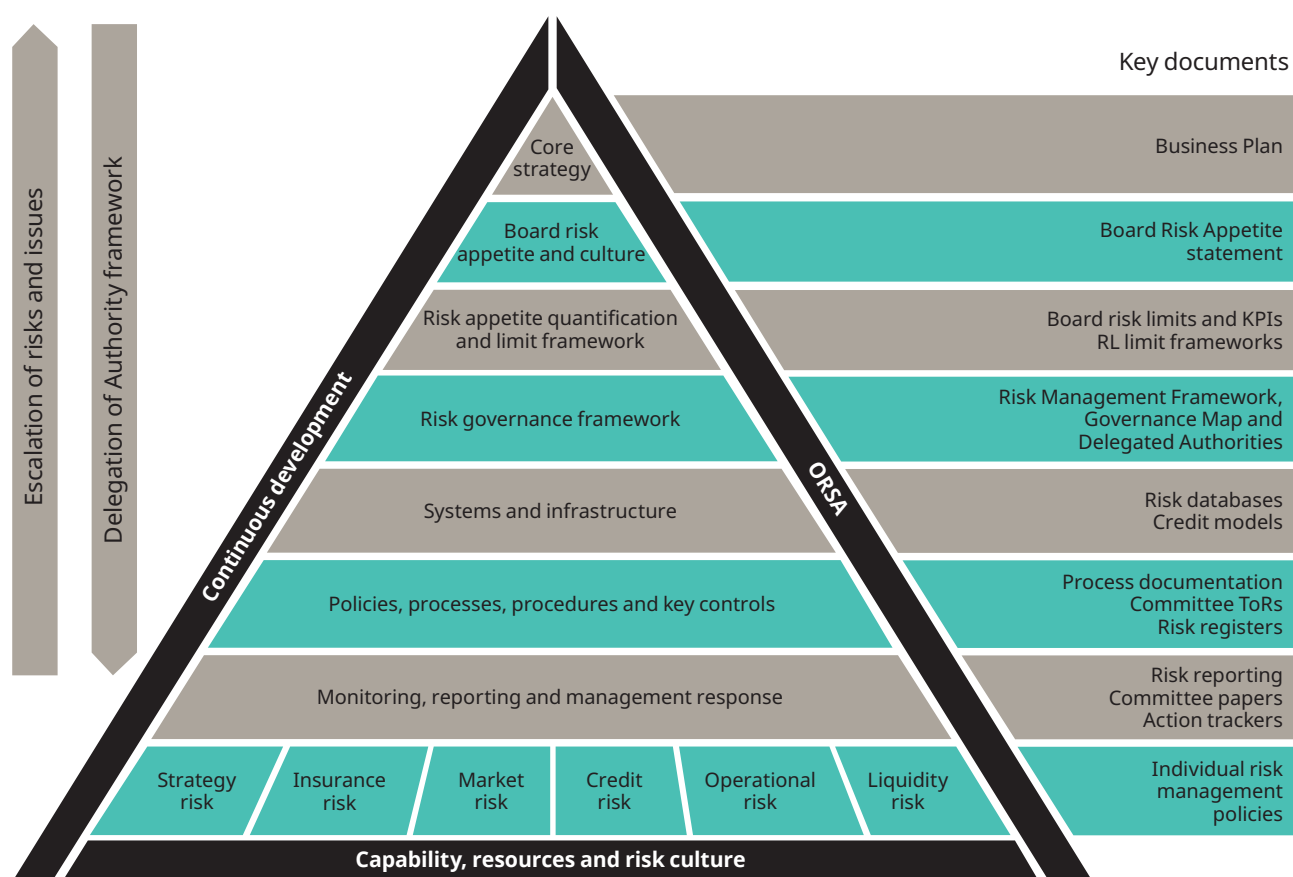 Key documents
Escalation of risks and issues
Delegation of Authority framework
Continuous development
ORSA
Core
strategy
Business Plan
Board risk
appetite and culture
Board Risk Appetite
statement
Risk appetite quantification
and limit framework
Board risk limits and KPIs
RL limit frameworks
Risk governance framework
Risk Management Framework,
Governance Map and
Delegated Authorities
Systems and infrastructure
Risk databases
Credit models
Policies, processes, procedures and key controls
Process documentation
Committee ToRs
Risk registers
Monitoring, reporting and management response
Risk reporting
Committee papers
Action trackers
Strategy
risk
Insurance
risk
Market
risk
Credit
risk
Operational
risk
Liquidity
risk
Individual risk
management
policies
Capability, resources and risk culture